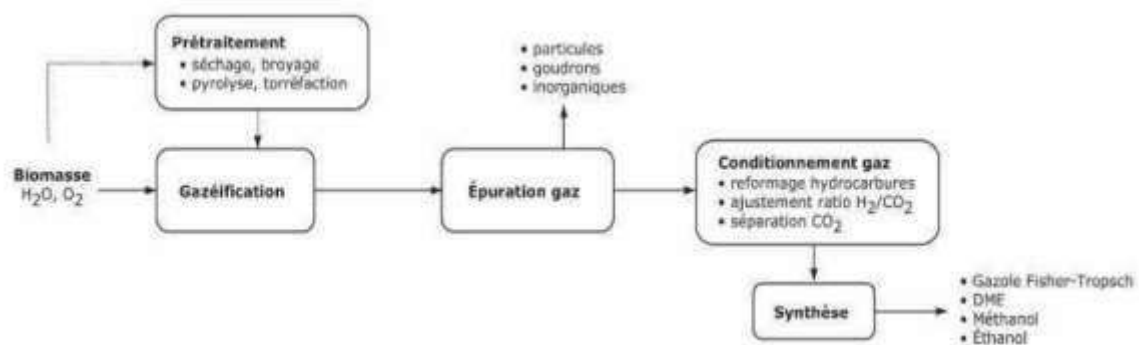 Prétraitement
• séchage, broyage
• pyrolyse, torréfaction
• particules
• goudrons
• inorganiques
Biomasse
H₂O, O₂
Gazéification
Épuration gaz
Conditionnement gaz
• reformage hydrocarbures
• ajustement ratio H₂/CO₂
• séparation CO₂
Synthèse
• Gazole Fisher-Tropsch
• DME
• Méthanol
• Éthanol